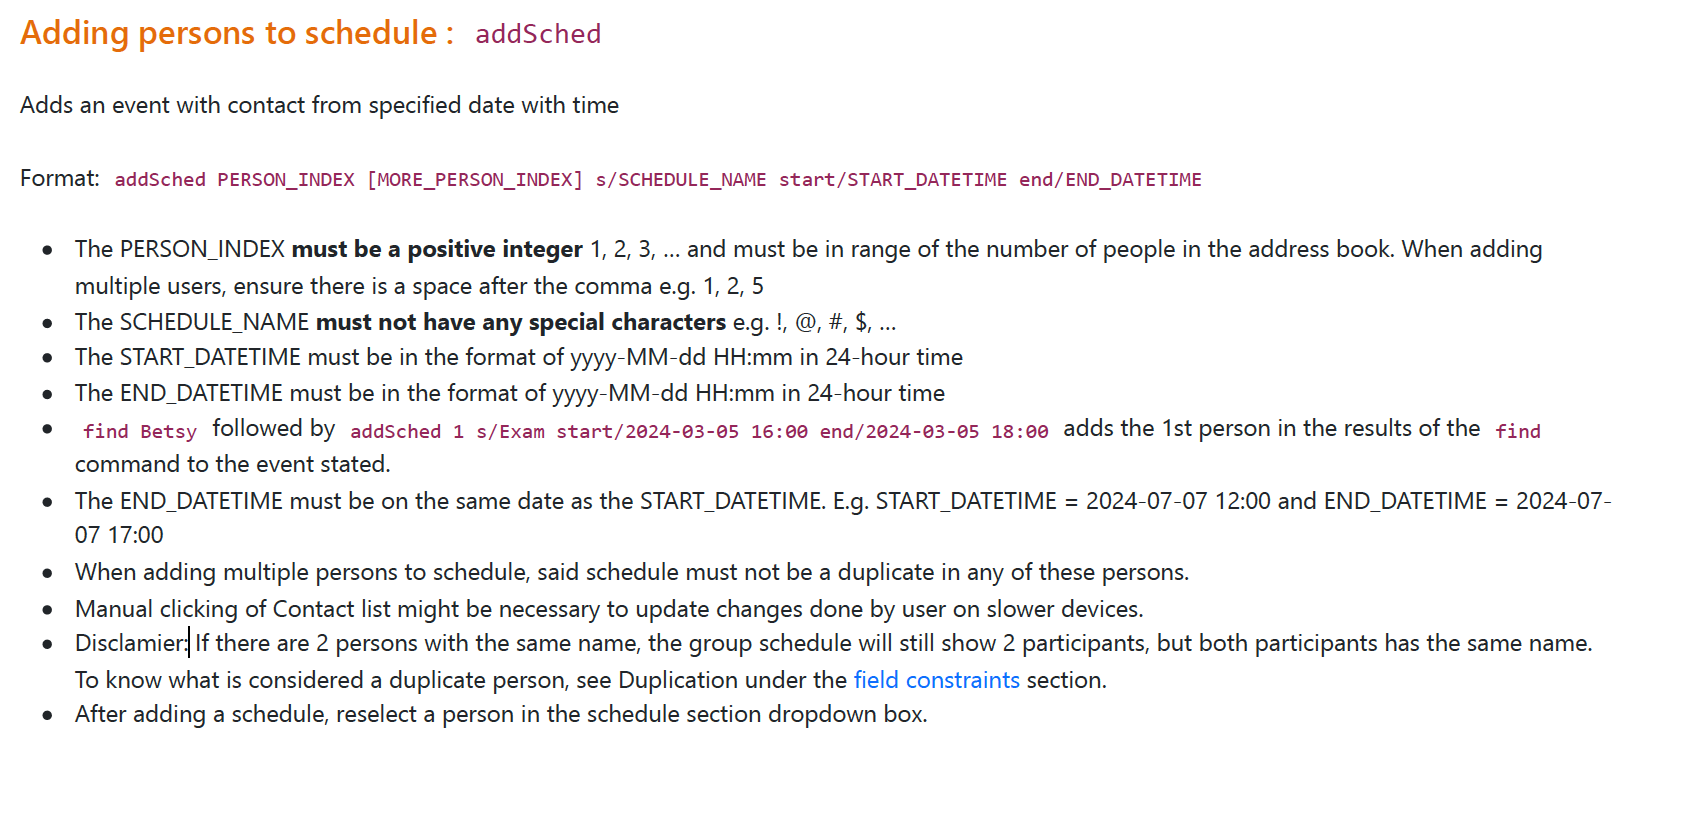 Adding persons to schedule : addSched
Adds an event with contact from specified date with time
Format: addSched PERSON_INDEX [MORE_PERSON_INDEX] s/SCHEDULE_NAME start/START_DATETIME end/END_DATETIME
• The PERSON_INDEX must be a positive integer 1, 2, 3, … and must be in range of the number of people in the address book. When adding
multiple users, ensure there is a space after the comma e.g. 1, 2, 5
• The SCHEDULE_NAME must not have any special characters e.g. !, @, #, $, …
• The START_DATETIME must be in the format of yyyy-MM-dd HH:mm in 24-hour time
• The END_DATETIME must be in the format of yyyy-MM-dd HH:mm in 24-hour time
• find Betsy followed by addSched 1 s/Exam start/2024-03-05 16:00 end/2024-03-05 18:00 adds the 1st person in the results of the find
command to the event stated.
• The END_DATETIME must be on the same date as the START_DATETIME. E.g. START_DATETIME = 2024-07-07 12:00 and END_DATETIME = 2024-07-
07 17:00
• When adding multiple persons to schedule, said schedule must not be a duplicate in any of these persons.
• Manual clicking of Contact list might be necessary to update changes done by user on slower devices.
• Disclamier: If there are 2 persons with the same name, the group schedule will still show 2 participants, but both participants has the same name.
To know what is considered a duplicate person, see Duplication under the field constraints section.
• After adding a schedule, reselect a person in the schedule section dropdown box.